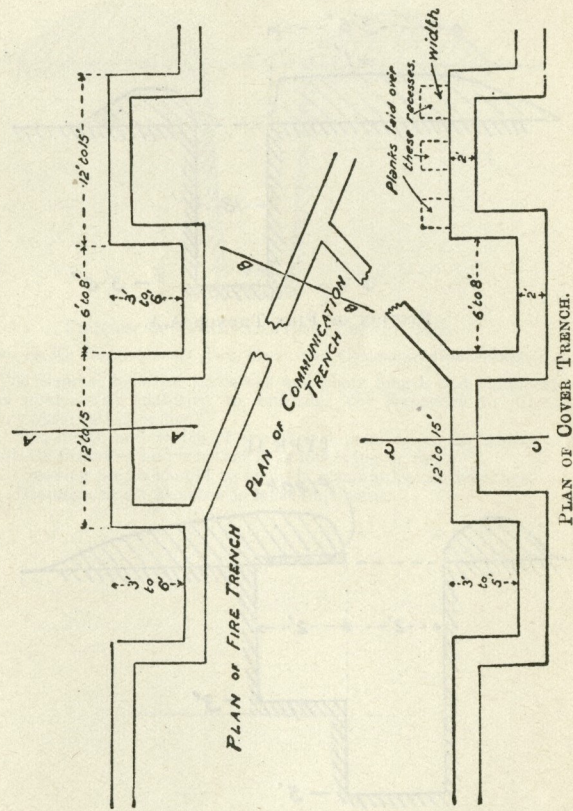 12' to 15'
6' to 8'
12' to 15'
3'
to
6'
3'
to
6'
A
A
PLAN OF FIRE TRENCH
PLAN OF COMMUNICATION
TRENCH
B
B
Planks laid over
these recesses.
2'
width
2'
6' to 8'
2'
12' to 15'
D
C
3'
to
5'
PLAN OF COVER TRENCH.